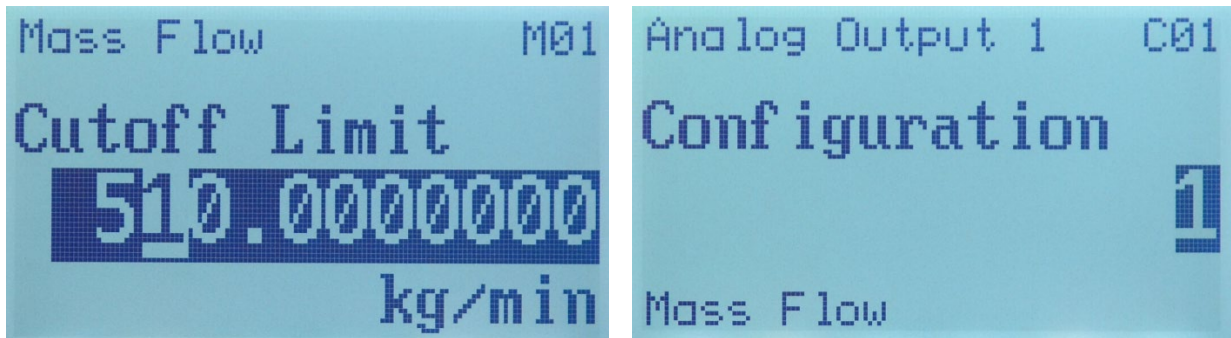 Mass Flow M01
Cutoff Limit
510.0000000
kg/min
Analog Output 1 C01
Configuration
1
Mass Flow